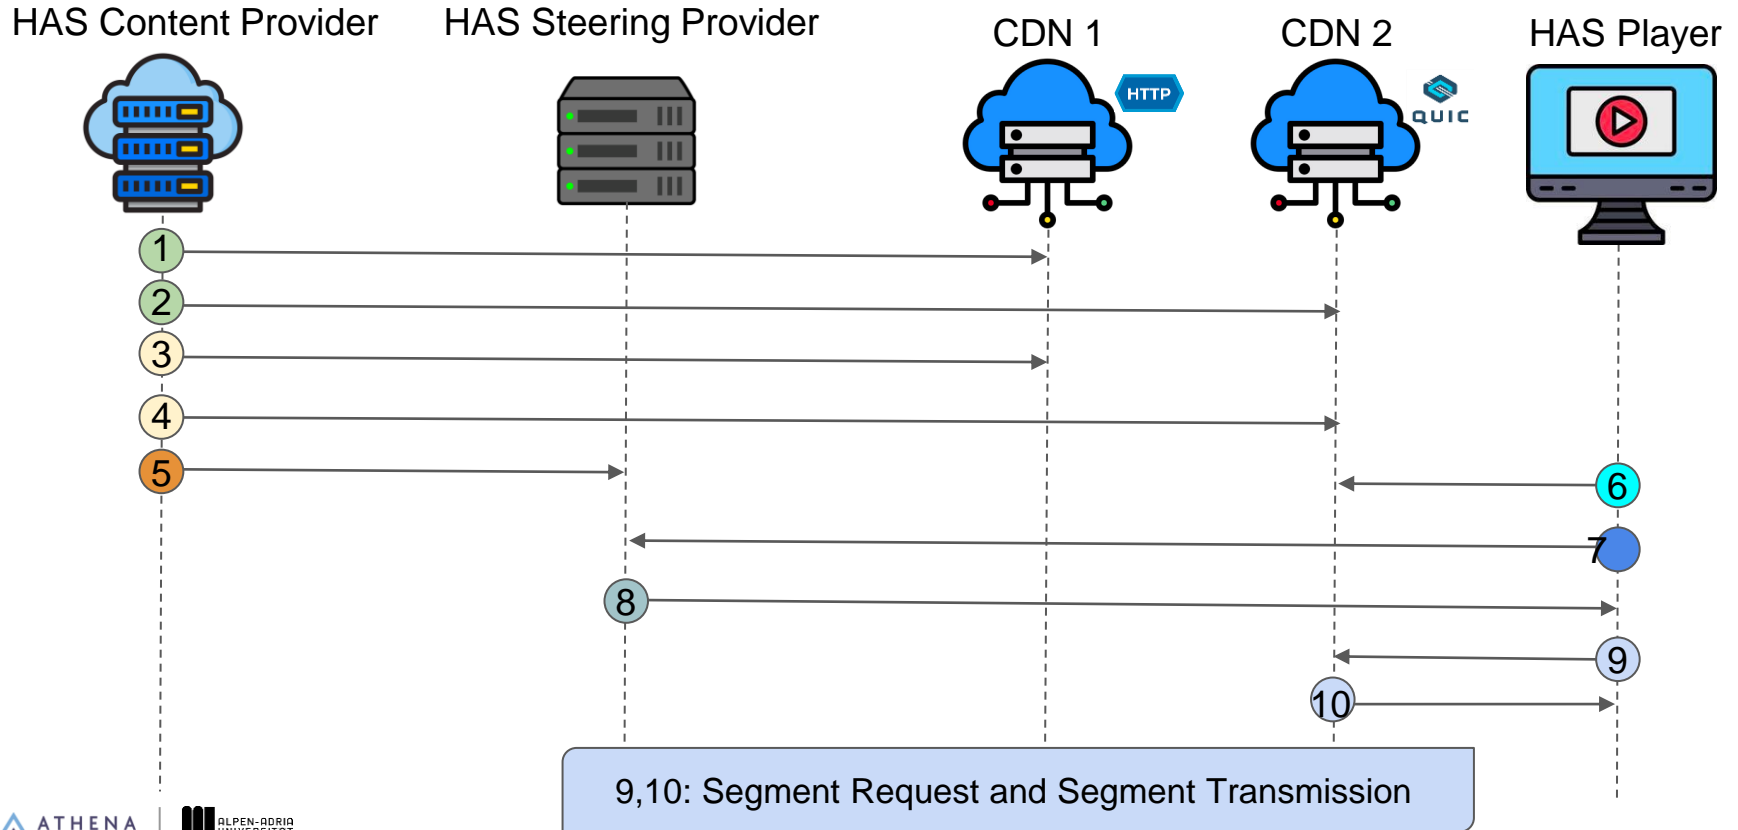 HAS Content Provider
HAS Steering Provider
CDN 1
CDN 2
HAS Player
HTTP
QUIC
1
2
3
4
5
6
7
8
9
10
9,10: Segment Request and Segment Transmission
ATHENA
ALPEN-ADRIA
UNIVERSITÄT